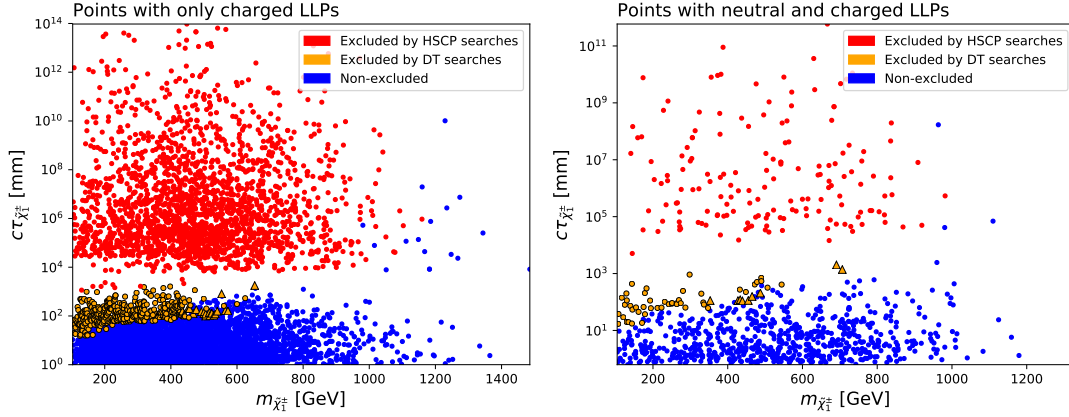 Points with only charged LLPs
10^14
10^12
10^10
10^8
10^6
10^4
10^2
10^0
cτ_χ̃₁± [mm]
Excluded by HSCP searches
Excluded by DT searches
Non-excluded
200 400 600 800 1000 1200 1400
m_χ̃₁± [GeV]
Points with neutral and charged LLPs
10^11
10^9
10^7
10^5
10^3
10^1
cτ_χ̃₁± [mm]
Excluded by HSCP searches
Excluded by DT searches
Non-excluded
200 400 600 800 1000 1200
m_χ̃₁± [GeV]